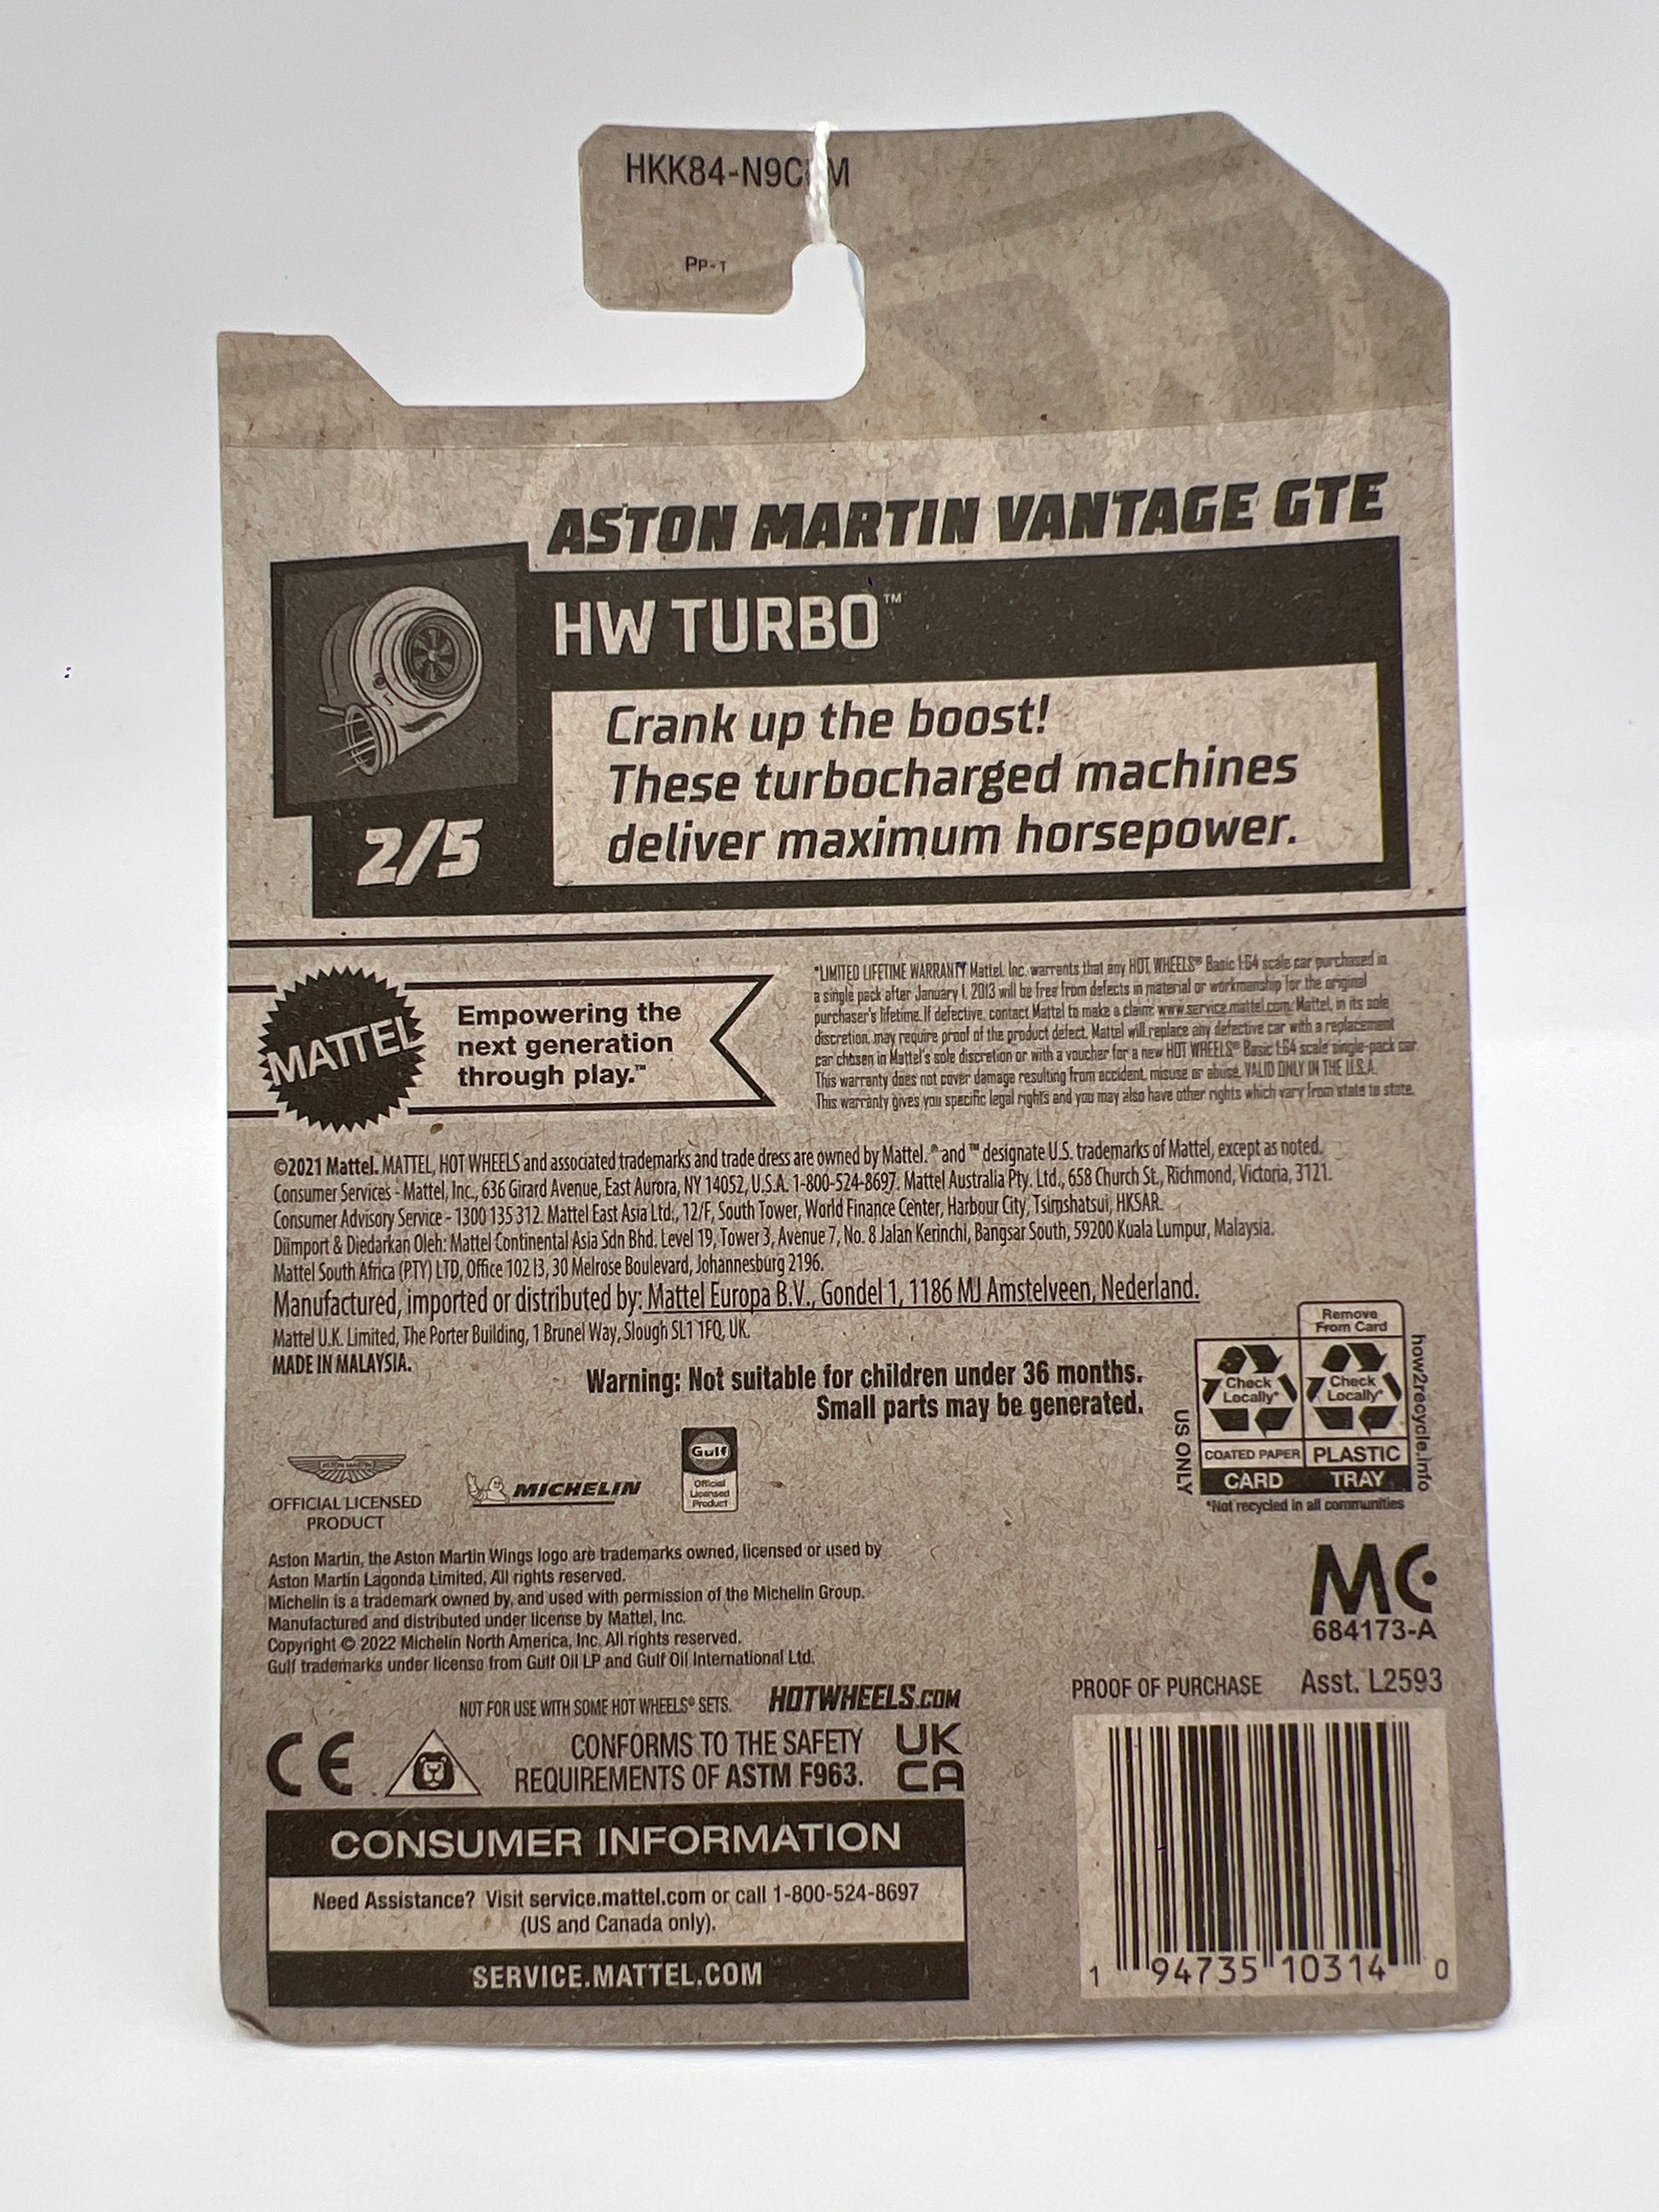 HKK84-N9C M
PP-T
ASTON MARTIN VANTAGE GTE
HW TURBO™
Crank up the boost!
These turbocharged machines
deliver maximum horsepower.
2/5
MATTEL
Empowering the
next generation
through play.™
*LIMITED LIFETIME WARRANTY Mattel, Inc. warrants that any HOT WHEELS® Basic 1:64 scale car purchased in
a single pack after January 1, 2013 will be free from defects in material or workmanship for the original
purchaser's lifetime. If defective, contact Mattel to make a claim: www.service.mattel.com. Mattel, in its sole
discretion, may require proof of the product defect. Mattel will replace any defective car with a replacement
car chosen in Mattel's sole discretion or with a voucher for a new HOT WHEELS® Basic 1:64 scale single-pack car.
This warranty does not cover damage resulting from accident, misuse or abuse. VALID ONLY IN THE U.S.A.
This warranty gives you specific legal rights and you may also have other rights which vary from state to state.
©2021 Mattel. MATTEL, HOT WHEELS and associated trademarks and trade dress are owned by Mattel. ® and ™ designate U.S. trademarks of Mattel, except as noted.
Consumer Services - Mattel, Inc., 636 Girard Avenue, East Aurora, NY 14052, U.S.A. 1-800-524-8697. Mattel Australia Pty. Ltd., 658 Church St., Richmond, Victoria, 3121.
Consumer Advisory Service - 1300 135 312. Mattel East Asia Ltd., 12/F, South Tower, World Finance Center, Harbour City, Tsimshatsui, HKSAR.
Diimport & Diedarkan Oleh: Mattel Continental Asia Sdn Bhd. Level 19, Tower 3, Avenue 7, No. 8 Jalan Kerinchi, Bangsar South, 59200 Kuala Lumpur, Malaysia.
Mattel South Africa (PTY) LTD, Office 102 I3, 30 Melrose Boulevard, Johannesburg 2196.
Manufactured, imported or distributed by: Mattel Europa B.V., Gondel 1, 1186 MJ Amstelveen, Nederland.
Mattel U.K. Limited, The Porter Building, 1 Brunel Way, Slough SL1 1FQ, UK.
MADE IN MALAYSIA.
Warning: Not suitable for children under 36 months.
Small parts may be generated.
Remove
From Card
Check
Locally*
Check
Locally*
COATED PAPER
PLASTIC
CARD
TRAY
US ONLY
how2recycle.info
*Not recycled in all communities
ASTON MARTIN
OFFICIAL LICENSED
PRODUCT
MICHELIN
Gulf
Official
Licensed
Product
Aston Martin, the Aston Martin Wings logo are trademarks owned, licensed or used by
Aston Martin Lagonda Limited, All rights reserved.
Michelin is a trademark owned by, and used with permission of the Michelin Group.
Manufactured and distributed under license by Mattel, Inc.
Copyright © 2022 Michelin North America, Inc. All rights reserved.
Gulf trademarks under license from Gulf Oil LP and Gulf Oil International Ltd.
MC
684173-A
NOT FOR USE WITH SOME HOT WHEELS® SETS.
HOTWHEELS.COM
PROOF OF PURCHASE
Asst. L2593
CE
CONFORMS TO THE SAFETY
REQUIREMENTS OF ASTM F963.
UK
CA
CONSUMER INFORMATION
Need Assistance? Visit service.mattel.com or call 1-800-524-8697
(US and Canada only).
SERVICE.MATTEL.COM
1 94735 10314 0